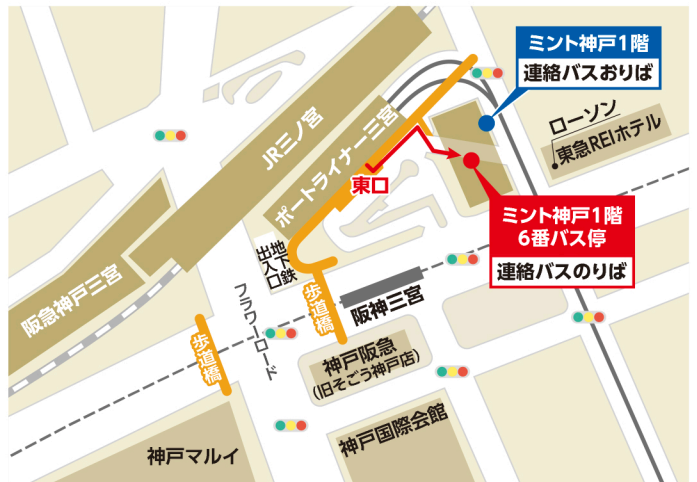 ミント神戸1階
連絡バスおりば
ローソン
東急REIホテル
JR三ノ宮
ポートライナー三宮
東口
ミント神戸1階
6番バス停
連絡バスのりば
地下鉄
出入口
阪急神戸三宮
フラワーロード
歩道橋
阪神三宮
歩道橋
神戸阪急
(旧そごう神戸店)
神戸マルイ
神戸国際会館